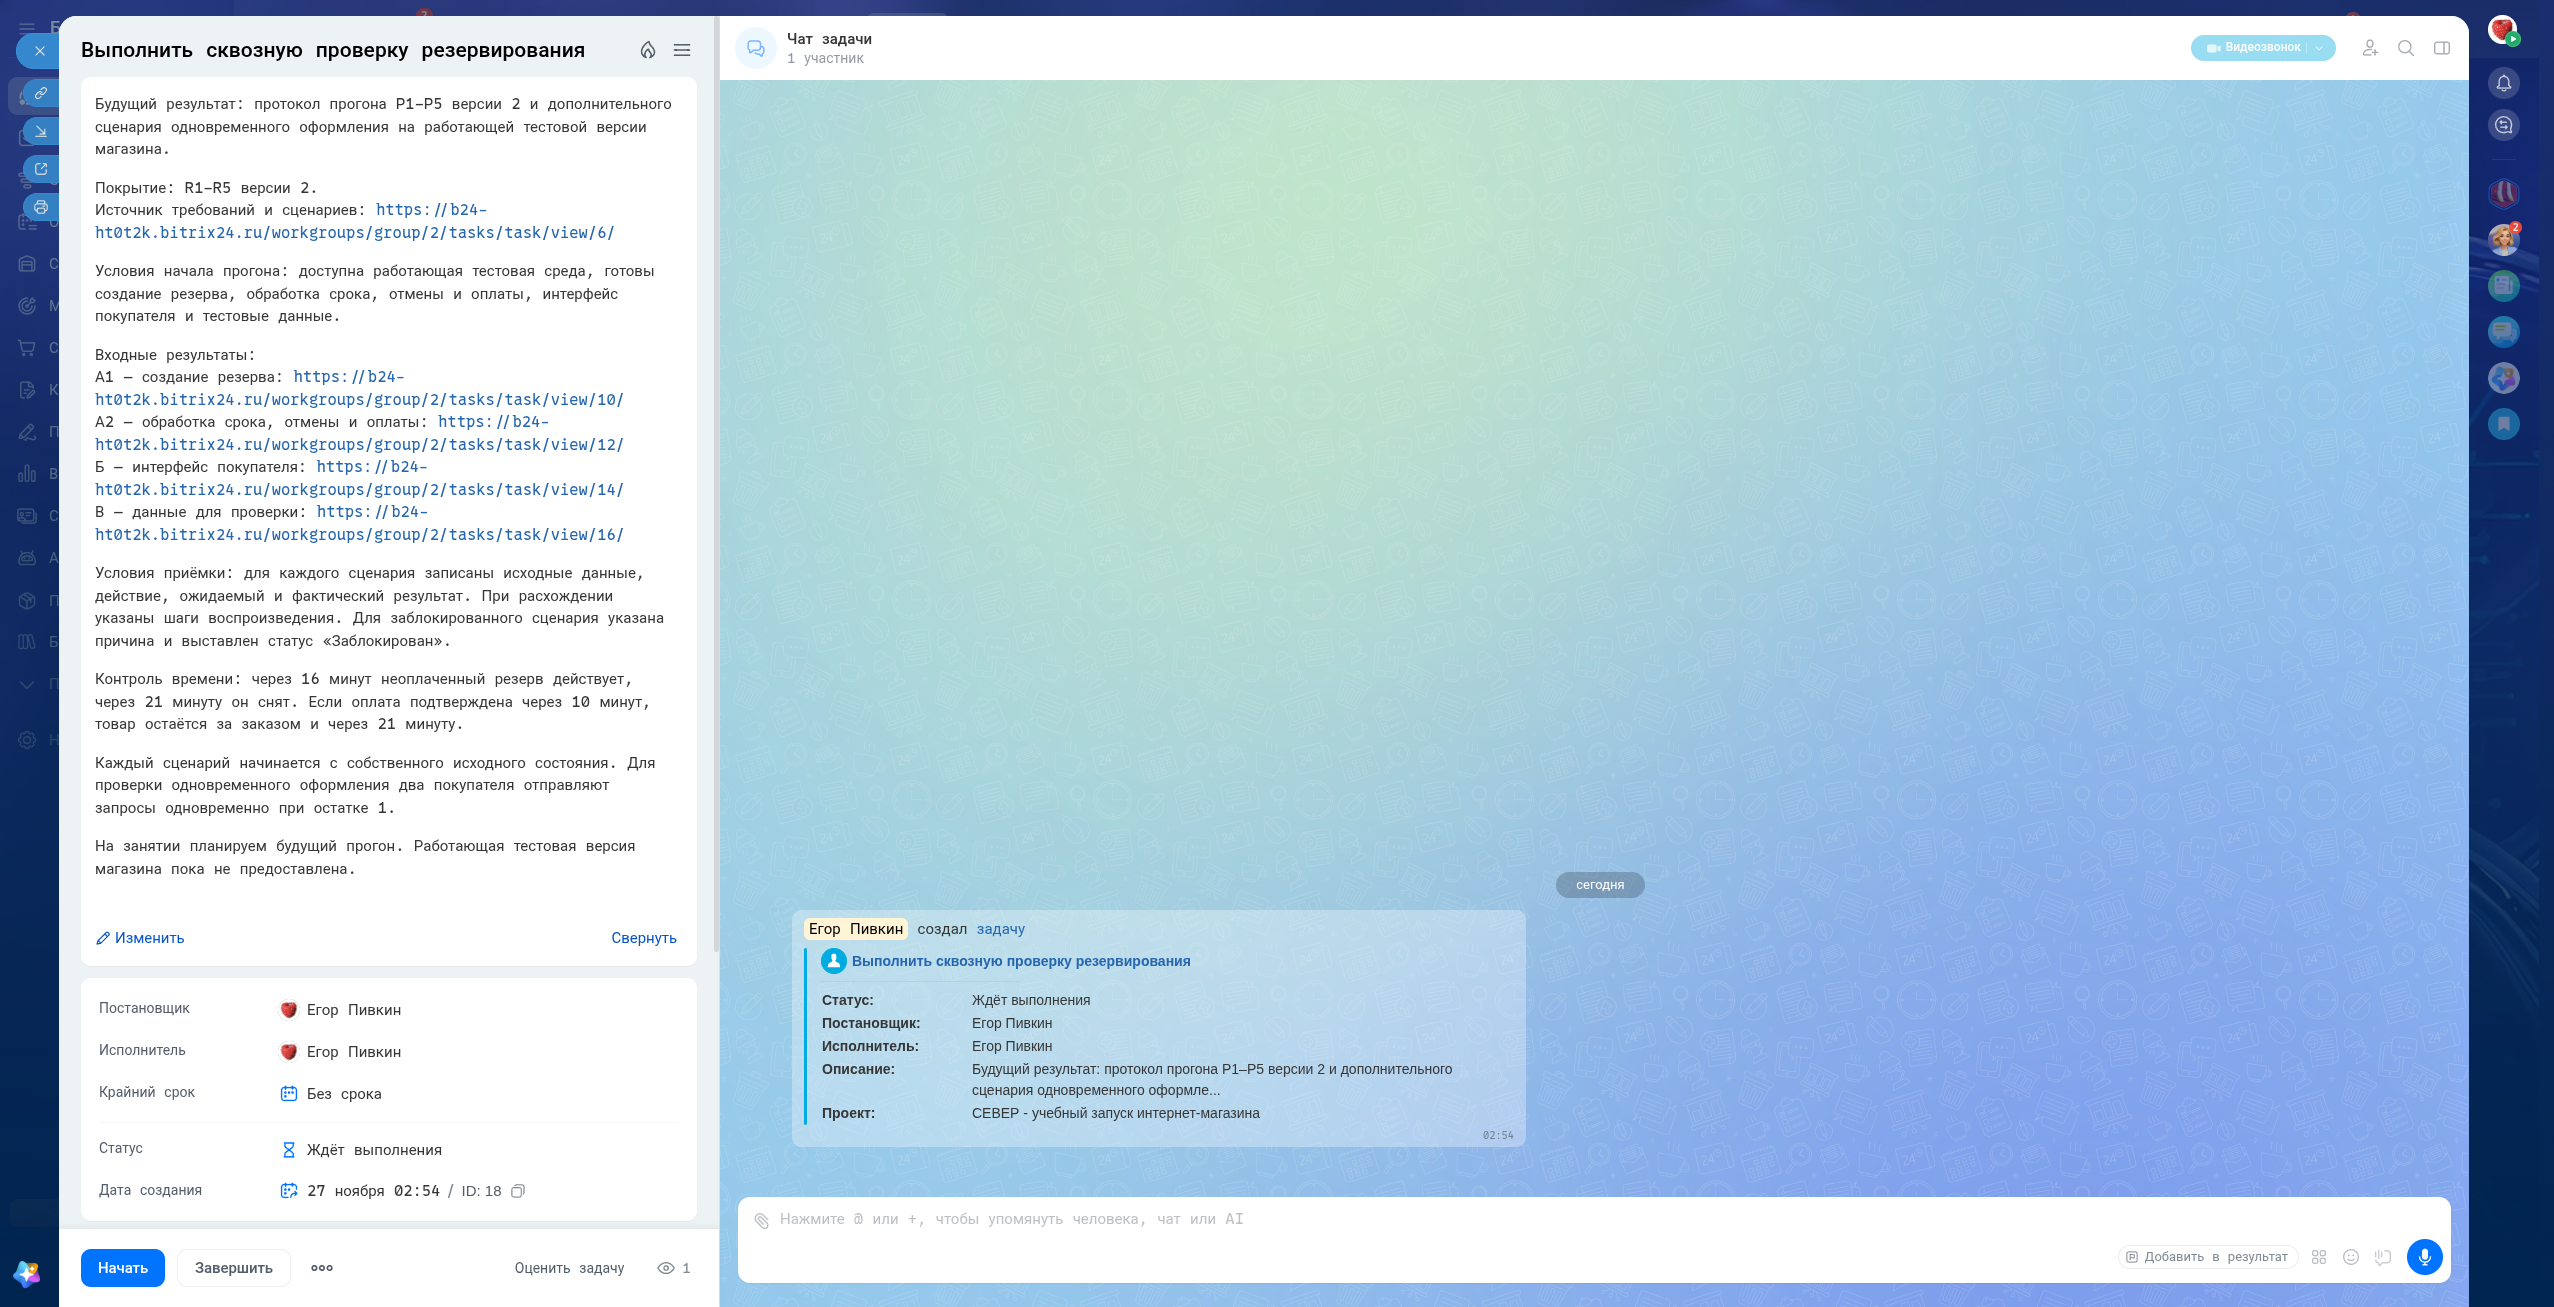 Выполнить сквозную проверку резервирования
Будущий результат: протокол прогона P1–P5 версии 2 и дополнительного
сценария одновременного оформления на работающей тестовой версии
магазина.
Покрытие: R1–R5 версии 2.
Источник требований и сценариев: https://b24-
ht0t2k.bitrix24.ru/workgroups/group/2/tasks/task/view/6/
Условия начала прогона: доступна работающая тестовая среда, готовы
создание резерва, обработка срока, отмены и оплаты, интерфейс
покупателя и тестовые данные.
Входные результаты:
А1 — создание резерва: https://b24-
ht0t2k.bitrix24.ru/workgroups/group/2/tasks/task/view/10/
А2 — обработка срока, отмены и оплаты: https://b24-
ht0t2k.bitrix24.ru/workgroups/group/2/tasks/task/view/12/
Б — интерфейс покупателя: https://b24-
ht0t2k.bitrix24.ru/workgroups/group/2/tasks/task/view/14/
В — данные для проверки: https://b24-
ht0t2k.bitrix24.ru/workgroups/group/2/tasks/task/view/16/
Условия приёмки: для каждого сценария записаны исходные данные,
действие, ожидаемый и фактический результат. При расхождении
указаны шаги воспроизведения. Для заблокированного сценария указана
причина и выставлен статус «Заблокирован».
Контроль времени: через 16 минут неоплаченный резерв действует,
через 21 минуту он снят. Если оплата подтверждена через 10 минут,
товар остаётся за заказом и через 21 минуту.
Каждый сценарий начинается с собственного исходного состояния. Для
проверки одновременного оформления два покупателя отправляют
запросы одновременно при остатке 1.
На занятии планируем будущий прогон. Работающая тестовая версия
магазина пока не предоставлена.
Изменить
Свернуть
Постановщик
Егор Пивкин
Исполнитель
Егор Пивкин
Крайний срок
Без срока
Статус
Ждёт выполнения
Дата создания
27 ноября 02:54 / ID: 18
Начать
Завершить
Оценить задачу
1
Чат задачи
1 участник
Видеозвонок
сегодня
Егор Пивкин создал задачу
Выполнить сквозную проверку резервирования
Статус: Ждёт выполнения
Постановщик: Егор Пивкин
Исполнитель: Егор Пивкин
Описание: Будущий результат: протокол прогона P1–P5 версии 2 и дополнительного
сценария одновременного оформле...
Проект: СЕВЕР - учебный запуск интернет-магазина
02:54
Нажмите @ или +, чтобы упомянуть человека, чат или AI
Добавить в результат
2